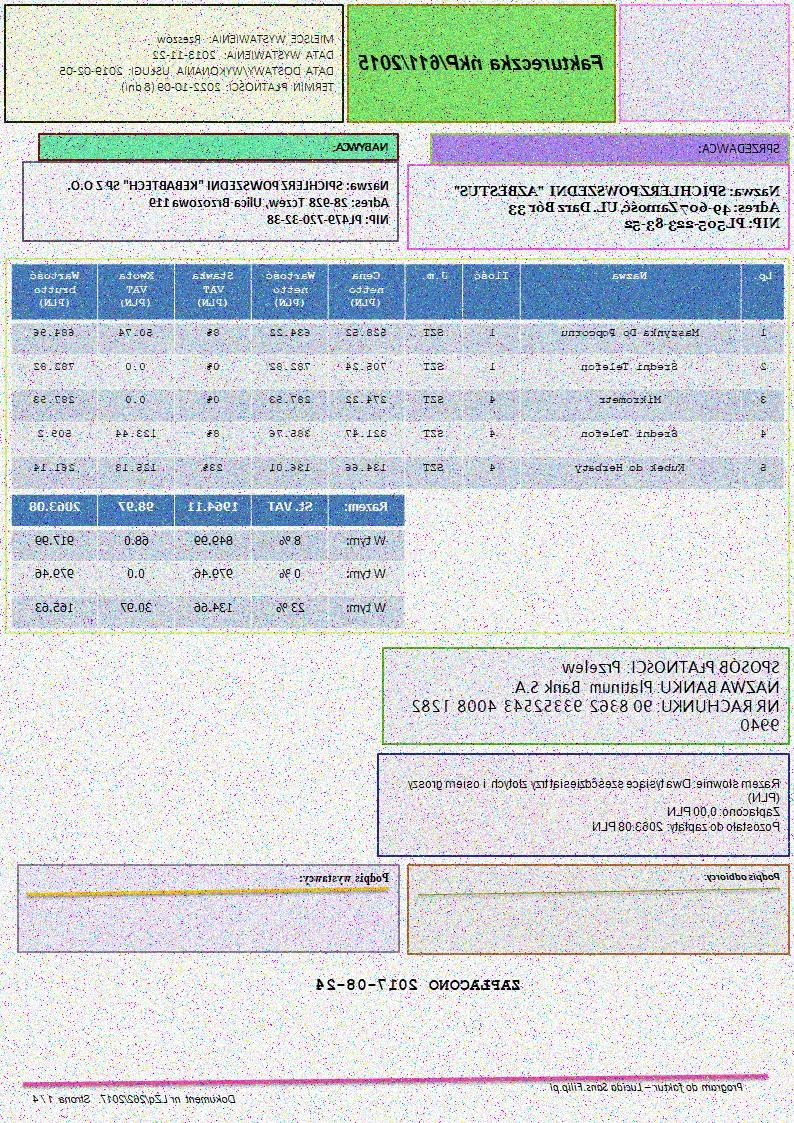 Faktureczka nkP/611/2015
MIEJSCE WYSTAWIENIA: Rzeszów
DATA WYSTAWIENIA: 2013-11-22
DATA DOSTAWY/WYKONANIA USŁUGI: 2019-02-05
TERMIN PŁATNOŚCI: 2022-10-09 (8 dni)
SPRZEDAWCA:
Nazwa: SPICHLERZ POWSZEDNI "AZBESTUS"
Adres: 49-607 Zamość, UL. Darz Bór 33
NIP: PL505-223-83-52
NABYWCA:
Nazwa: SPICHLERZ POWSZEDNI "KEBABTECH" SP.Z O.O.
Adres: 28-928 Tczew, Ulica Brzozowa 119
NIP: PL479-720-32-38
Lp. Nazwa Ilość J.m. Cena netto (PLN) Wartość netto (PLN) Stawka VAT (PLN) Kwota VAT (PLN) Wartość brutto (PLN)
1 Maszynka Do Popcornu 1 SZT 528.52 634.22 8% 50.74 684.96
2 Średni Telefon 1 SZT 705.24 782.82 0% 0.0 782.82
3 Mikrometr 4 SZT 274.22 287.53 0% 0.0 287.53
4 Średni Telefon 4 SZT 321.47 385.76 8% 123.44 509.2
5 Kubek do Herbaty 4 SZT 134.66 136.01 23% 125.13 261.14
Razem: St. VAT 1964.11 98.97 2063.08
W tym: 8 % 849.99 68.0 917.99
W tym: 0 % 979.46 0.0 979.46
W tym: 23 % 134.66 30.97 165.63
SPOSÓB PŁATNOŚCI: Przelew
NAZWA BANKU: Platinum Bank S.A.
NR RACHUNKU: 90 8362 93352543 4008 1282
9940
Razem słownie: Dwa tysiące sześćdziesiąt trzy złotych i osiem groszy
(PLN)
Zapłacono: 0,00 PLN
Pozostało do zapłaty: 2063.08 PLN
Podpis odbiorcy:
Podpis wystawcy:
ZAPŁACONO 2017-08-24
Program do faktur – Lucida Sans.Filip.pl
Dokument nr LZq/262/2017 Strona 1 / 4